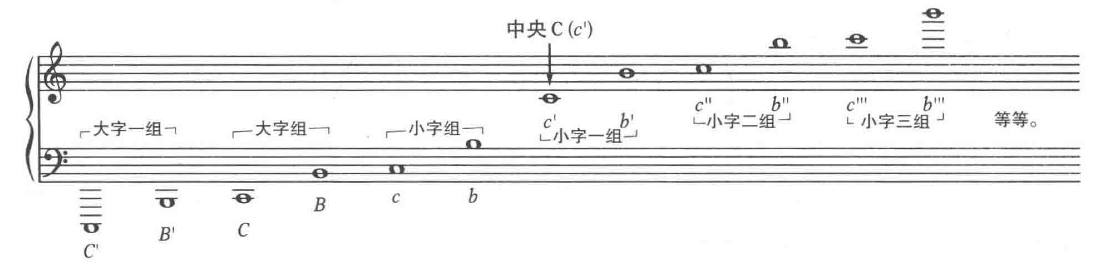 中央 C (c')
c'' b'' c''' b'''
c' b'
小字二组 小字三组 等等。
大字一组 大字组 小字组 小字一组
C' B' C B c b